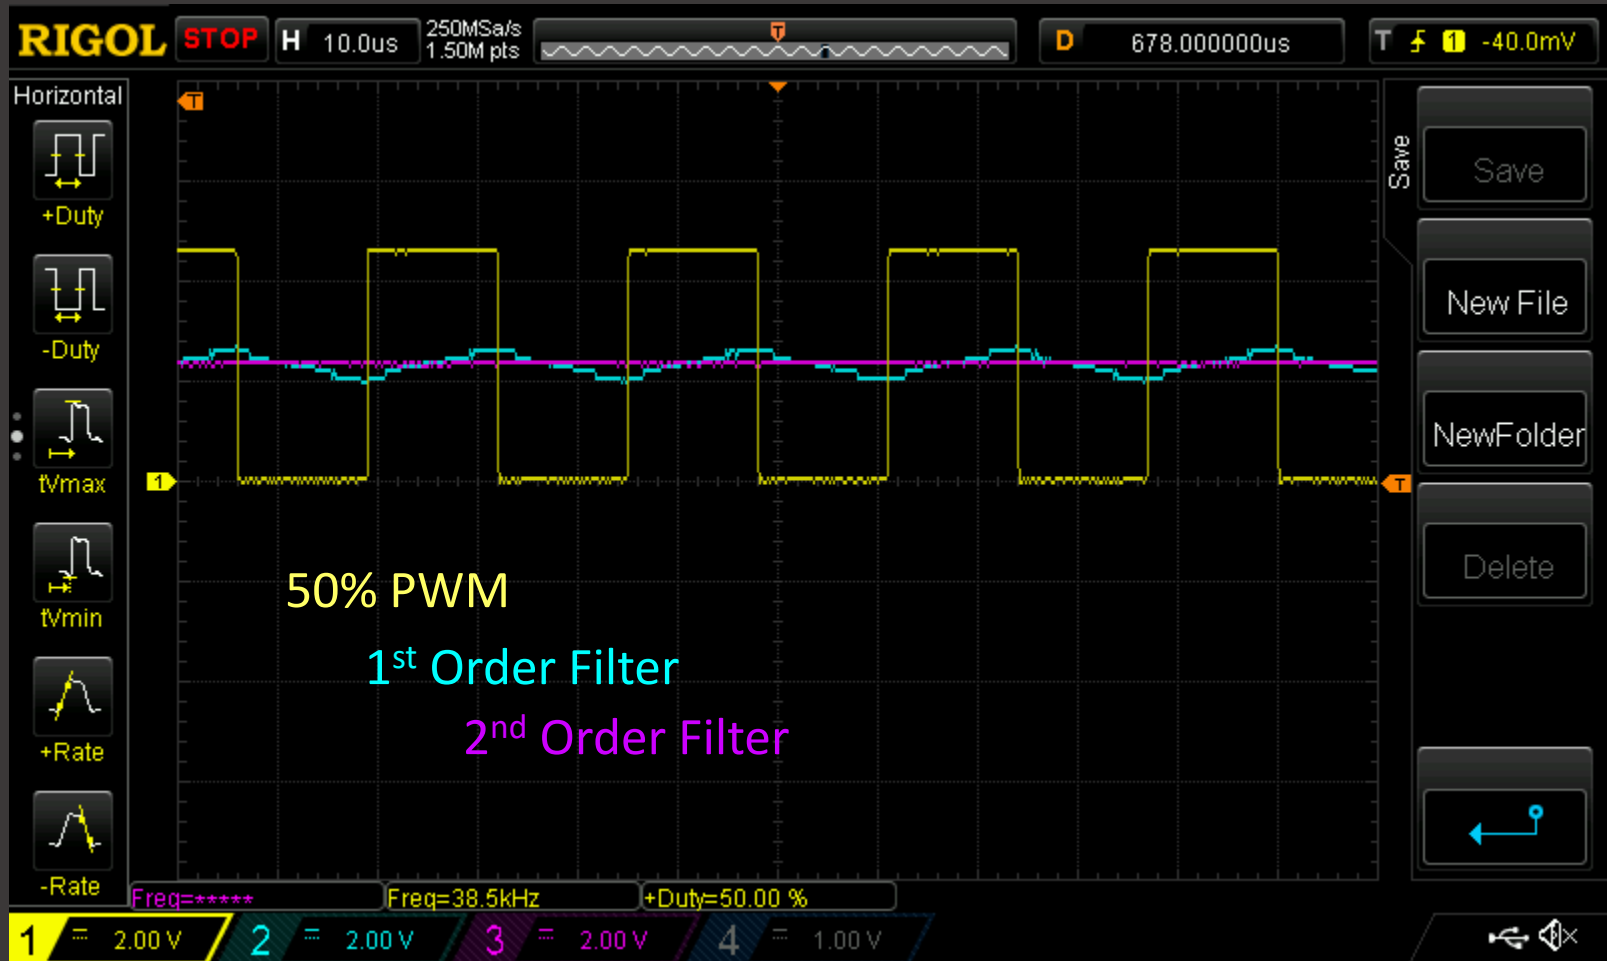 RIGOL STOP H 10.0us 250MSa/s 1.50M pts T D 678.000000us T 1 -40.0mV
Horizontal
T
+Duty
-Duty
tVmax
tVmin
+Rate
-Rate
1
T
50% PWM
1st Order Filter
2nd Order Filter
Save
Save
New File
NewFolder
Delete
Freq=***** Freq=38.5kHz +Duty=50.00 %
1 2.00 V 2 2.00 V 3 2.00 V 4 1.00 V